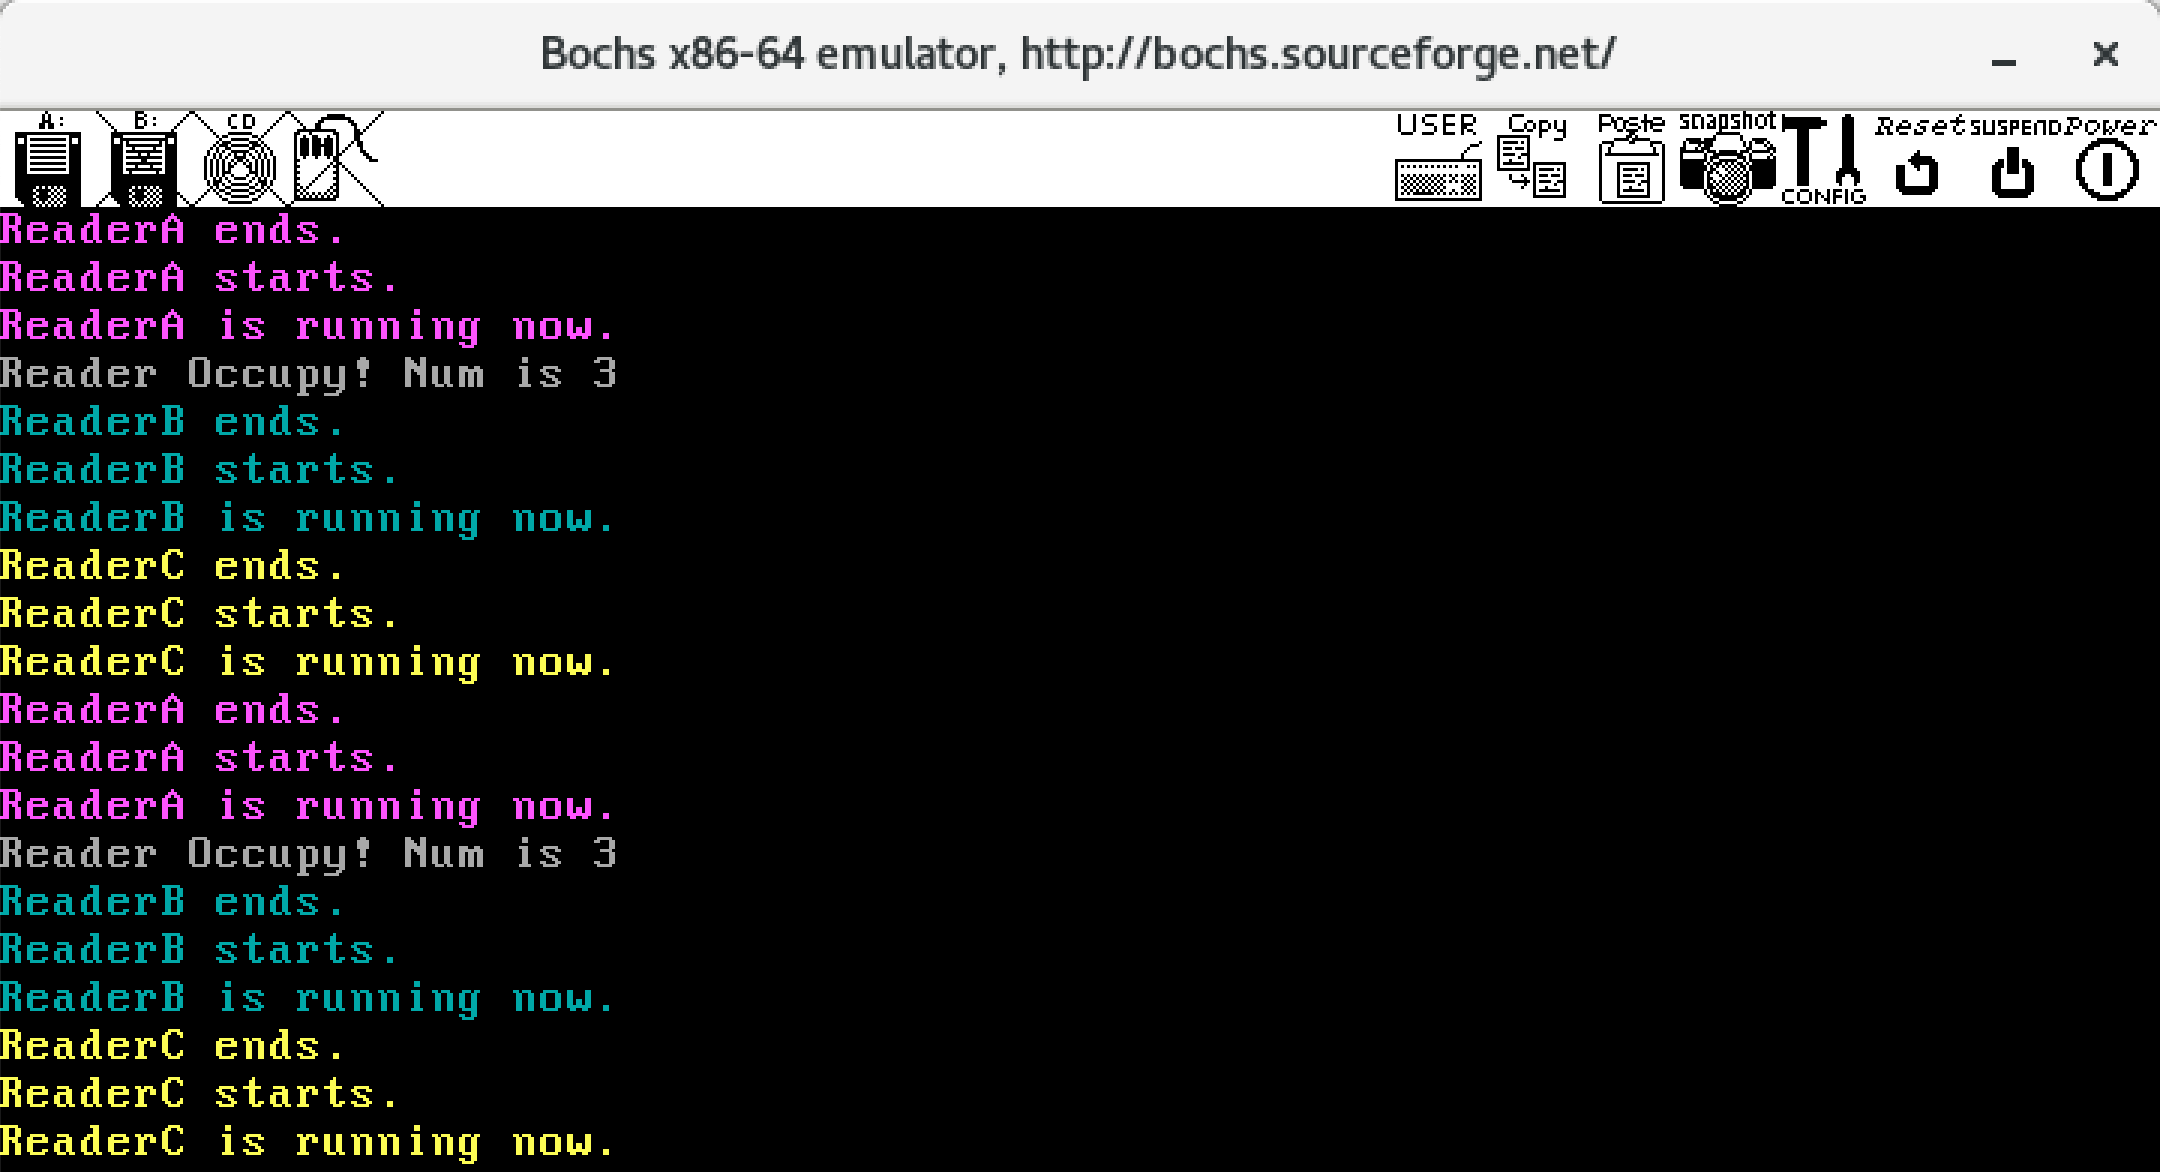 Bochs x86-64 emulator, http://bochs.sourceforge.net/
A: B: CD USER Copy Paste snapshot CONFIG Reset SUSPEND Power
ReaderA ends.
ReaderA starts.
ReaderA is running now.
Reader Occupy! Num is 3
ReaderB ends.
ReaderB starts.
ReaderB is running now.
ReaderC ends.
ReaderC starts.
ReaderC is running now.
ReaderA ends.
ReaderA starts.
ReaderA is running now.
Reader Occupy! Num is 3
ReaderB ends.
ReaderB starts.
ReaderB is running now.
ReaderC ends.
ReaderC starts.
ReaderC is running now.